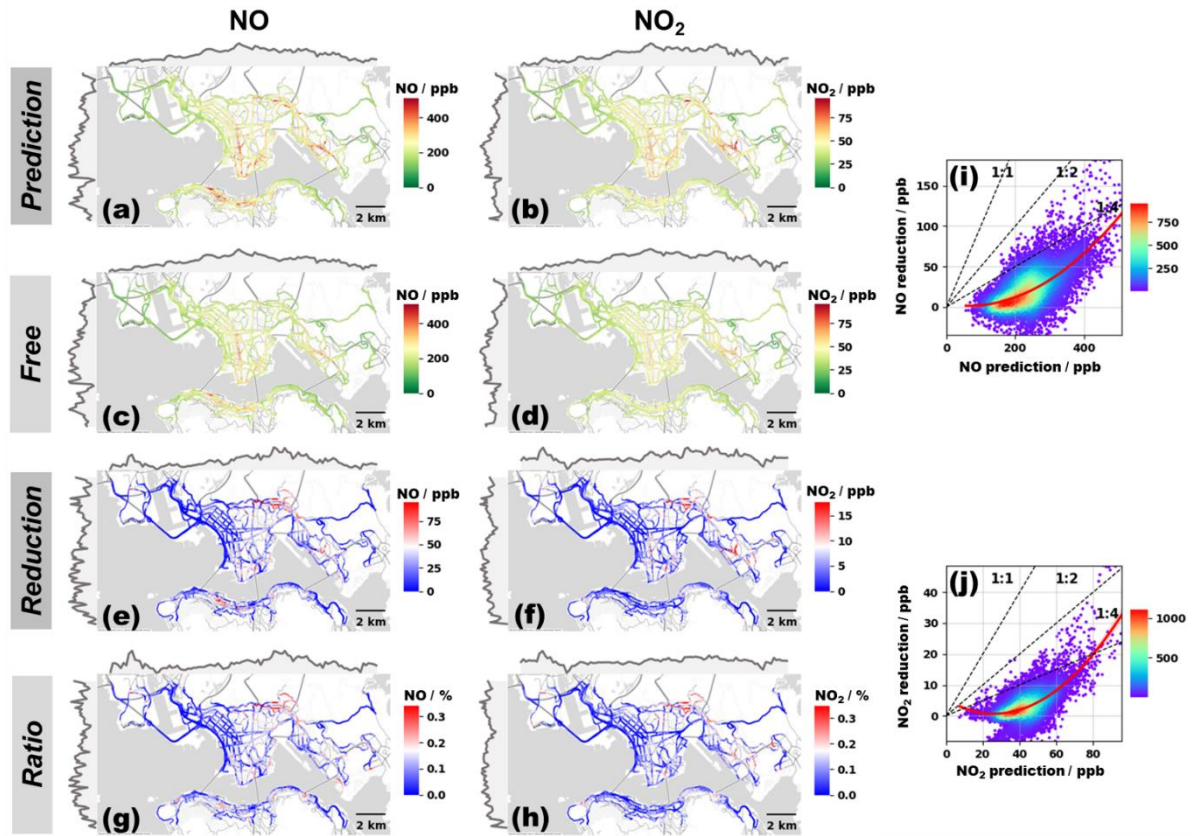 NO
NO₂
Prediction
NO / ppb
400
200
0
(a)
2 km
NO₂ / ppb
75
50
25
0
(b)
2 km
Free
NO / ppb
400
200
0
(c)
2 km
NO₂ / ppb
75
50
25
0
(d)
2 km
Reduction
NO / ppb
75
50
25
0
(e)
2 km
NO₂ / ppb
15
10
5
0
(f)
2 km
Ratio
NO / %
0.3
0.2
0.1
0.0
(g)
2 km
NO₂ / %
0.3
0.2
0.1
0.0
(h)
2 km
(i)
1:1
1:2
1:4
NO reduction / ppb
150
100
50
0
0
200
400
NO prediction / ppb
750
500
250
(j)
1:1
1:2
1:4
NO₂ reduction / ppb
40
30
20
10
0
0
20
40
60
80
NO₂ prediction / ppb
1000
500